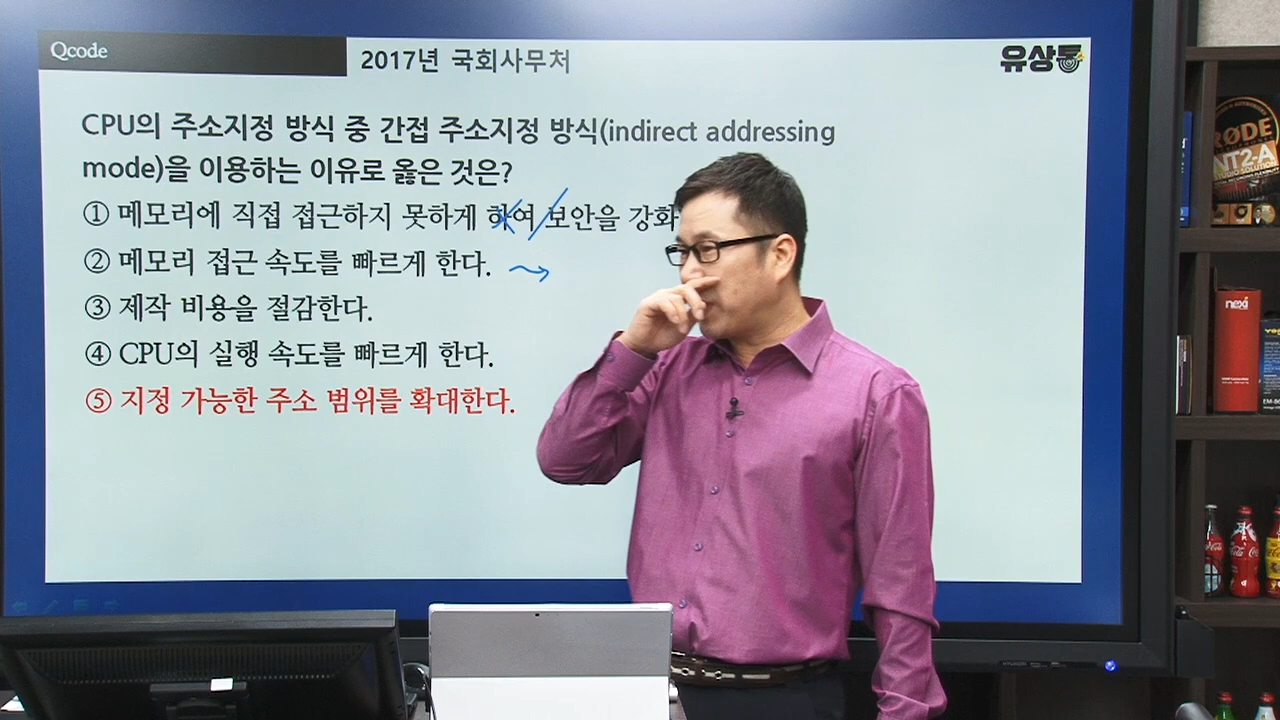 Qcode
2017년 국회사무처
유상통
CPU의 주소지정 방식 중 간접 주소지정 방식(indirect addressing
mode)을 이용하는 이유로 옳은 것은?
① 메모리에 직접 접근하지 못하게 하여 보안을 강화
② 메모리 접근 속도를 빠르게 한다.
③ 제작 비용을 절감한다.
④ CPU의 실행 속도를 빠르게 한다.
⑤ 지정 가능한 주소 범위를 확대한다.
RØDE
NT2-A
nexi